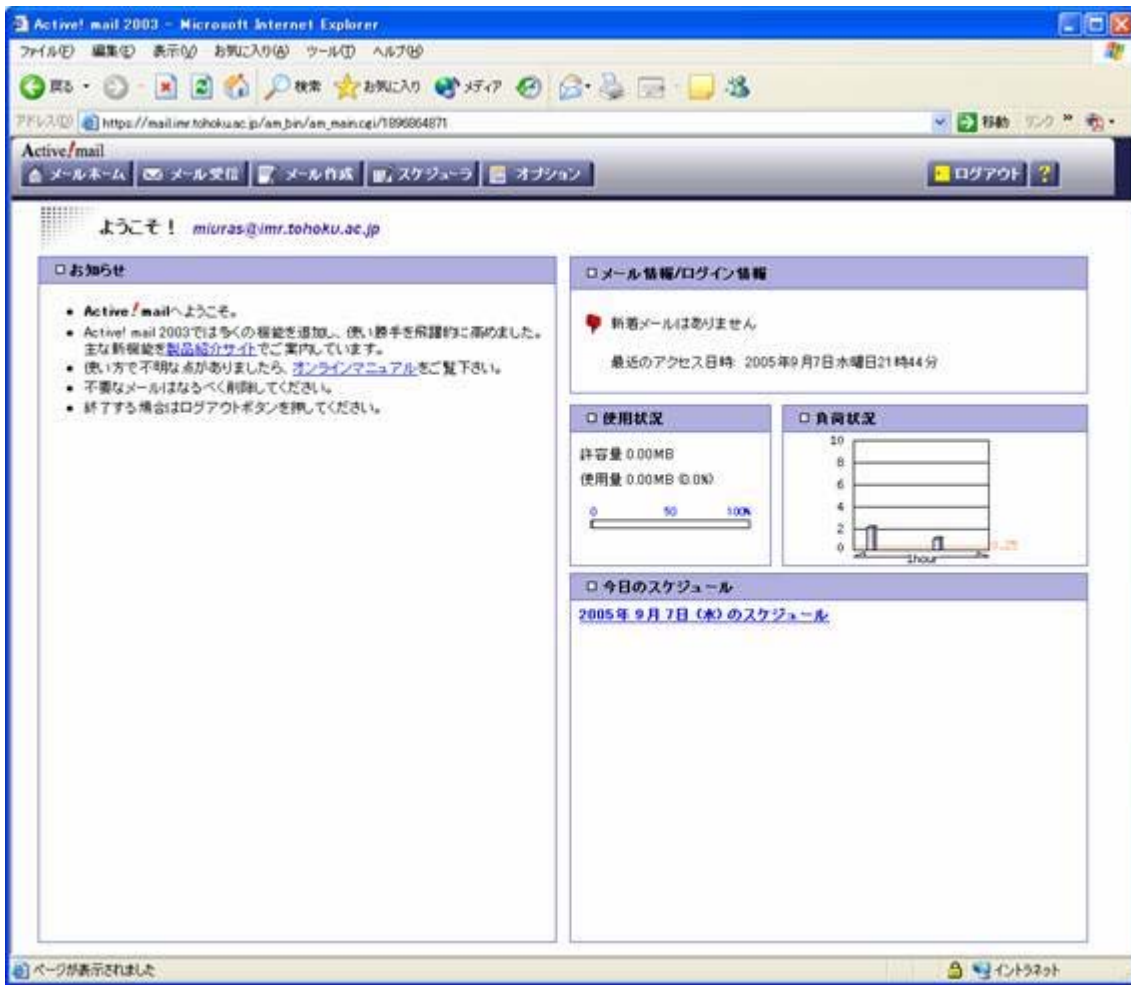 Active! mail 2003 - Microsoft Internet Explorer
ファイル(F) 編集(E) 表示(V) お気に入り(A) ツール(T) ヘルプ(H)
戻る 検索 お気に入り メディア
アドレス(D) https://mail.imr.tohoku.ac.jp/am_bin/am_main.cgi/1896864871 移動 リンク »
Active!mail
メールホーム メール受信 メール作成 スケジューラ オプション ログアウト ?
ようこそ! miuras@imr.tohoku.ac.jp
お知らせ
Active!mailへようこそ。
Active! mail 2003では多くの機能を追加し、使い勝手を飛躍的に高めました。
主な新機能を製品紹介サイトでご案内しています。
使い方で不明な点がありましたら、オンラインマニュアルをご覧下さい。
不要なメールはなるべく削除してください。
終了する場合はログアウトボタンを押してください。
メール情報/ログイン情報
新着メールはありません
最近のアクセス日時: 2005年9月7日水曜日21時44分
使用状況
許容量 0.00MB
使用量 0.00MB (0.0%)
0 50 100%
負荷状況
10
8
6
4
2
0
0.25
1hour
今日のスケジュール
2005年 9月 7日 (水) のスケジュール
ページが表示されました イントラネット